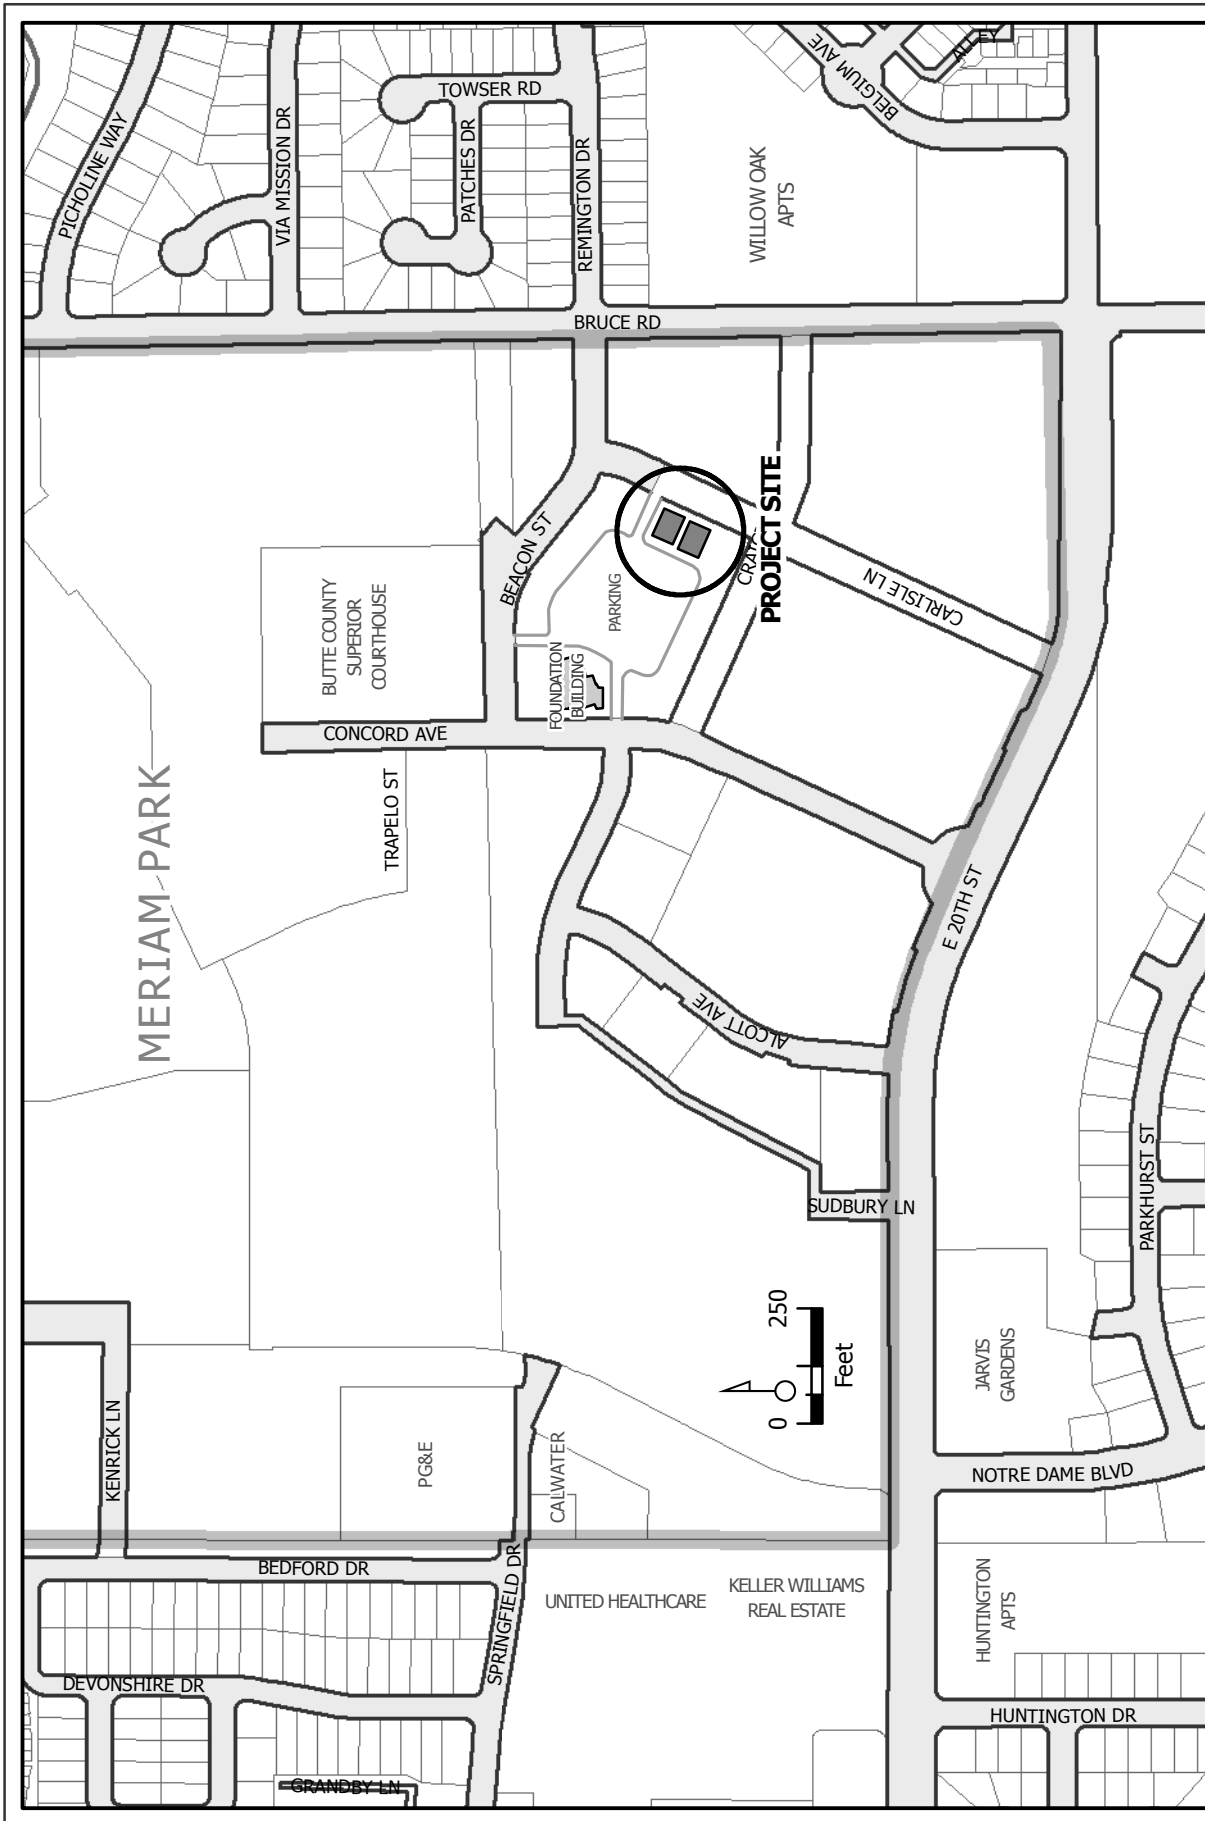 ALLEY
BELGIUM AVE
TOWSER RD
PICHOLINE WAY
VIA MISSION DR
PATCHES DR
REMINGTON DR
WILLOW OAK
APTS
BRUCE RD
PROJECT SITE
BEACON ST
CARLISLE LN
PARKING
BUTTE COUNTY
SUPERIOR
COURTHOUSE
FOUNDATION
BUILDING
CONCORD AVE
TRAPELO ST
MERIAM PARK
E 20TH ST
ALCOTT AVE
PARKHURST ST
SUDBURY LN
0
250
Feet
JARVIS
GARDENS
KENRICK LN
PG&E
CALWATER
NOTRE DAME BLVD
BEDFORD DR
SPRINGFIELD DR
UNITED HEALTHCARE
KELLER WILLIAMS
REAL ESTATE
HUNTINGTON
APTS
DEVONSHIRE DR
HUNTINGTON DR
GRANDBY LN